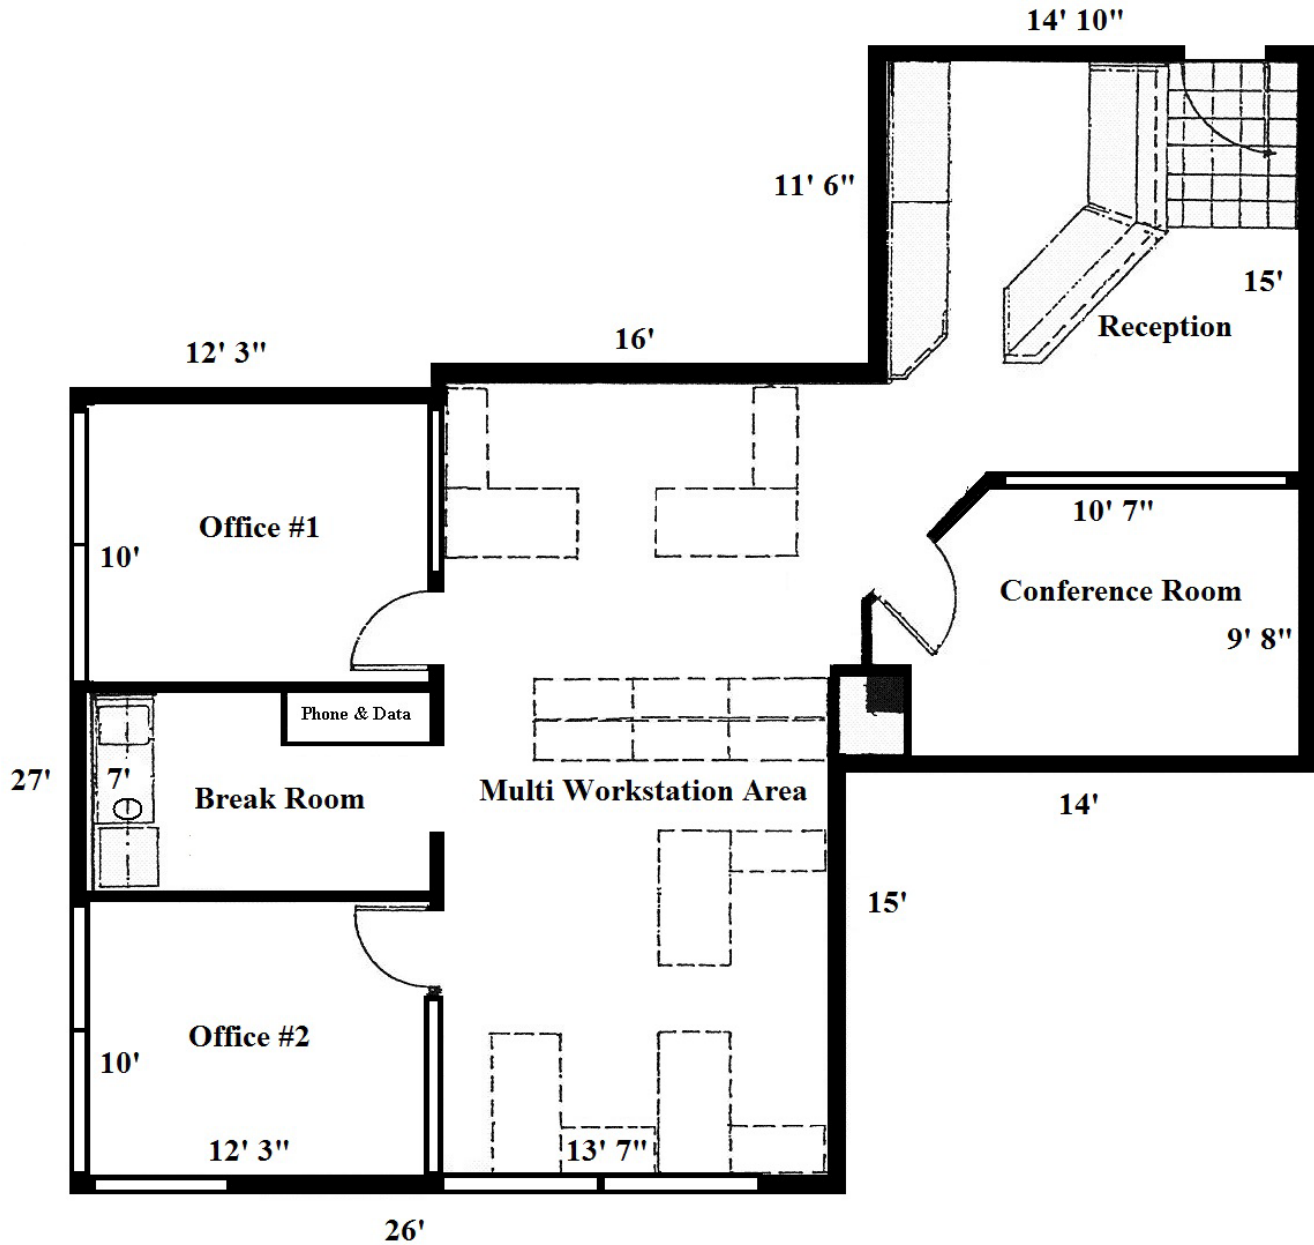 14' 10"
11' 6"
15'
Reception
16'
12' 3"
10' 7"
Office #1
10'
Conference Room
9' 8"
Phone & Data
27'
7'
Break Room
Multi Workstation Area
14'
15'
Office #2
10'
12' 3"
13' 7"
26'